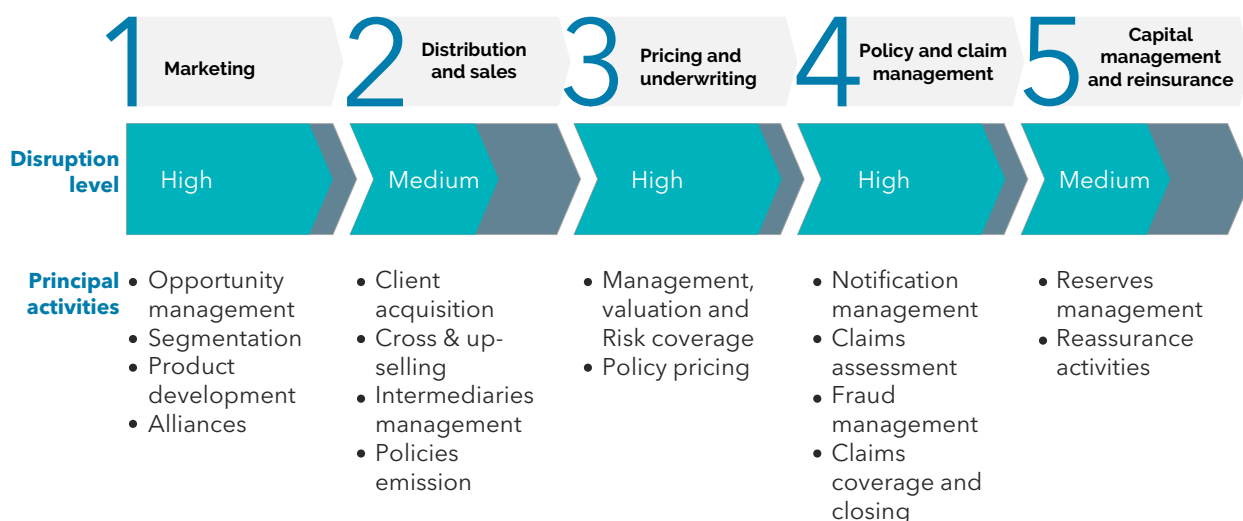 1 Marketing
2 Distribution
and sales
3 Pricing and
underwriting
4 Policy and claim
management
5 Capital
management
and reinsurance
Disruption
level
High
Medium
High
High
Medium
Principal
activities
• Opportunity
management
• Segmentation
• Product
development
• Alliances
• Client
acquisition
• Cross & up-
selling
• Intermediaries
management
• Policies
emission
• Management,
valuation and
Risk coverage
• Policy pricing
• Notification
management
• Claims
assessment
• Fraud
management
• Claims
coverage and
closing
• Reserves
management
• Reassurance
activities